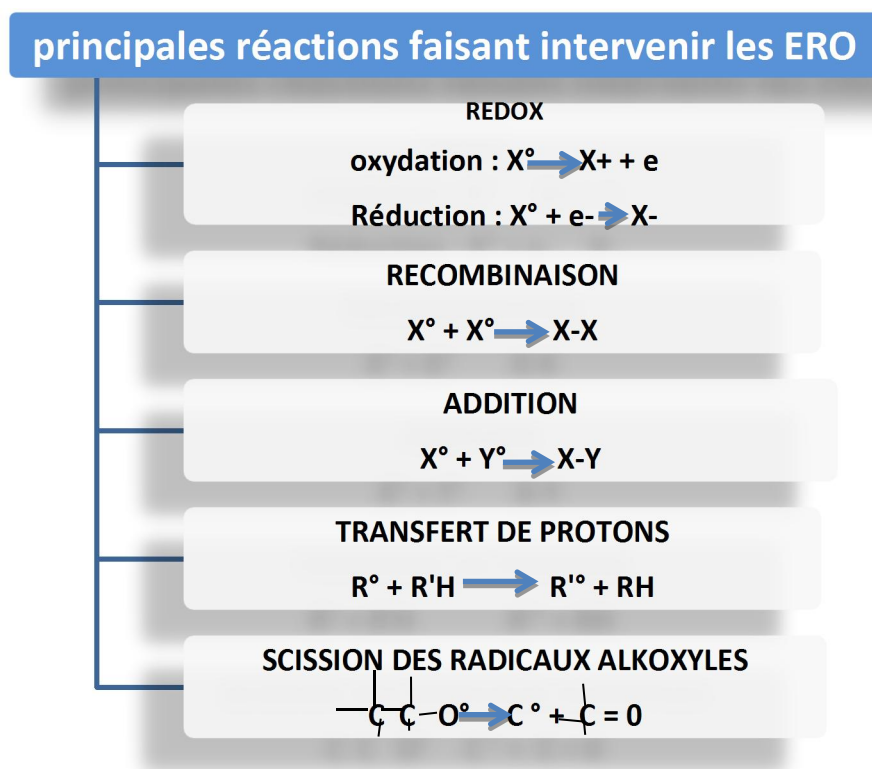 principales réactions faisant intervenir les ERO
REDOX
oxydation : X° → X+ + e
Réduction : X° + e- → X-
RECOMBINAISON
X° + X° → X-X
ADDITION
X° + Y° → X-Y
TRANSFERT DE PROTONS
R° + R'H → R'° + RH
SCISSION DES RADICAUX ALKOXYLES
C C – O° → C ° + C = 0